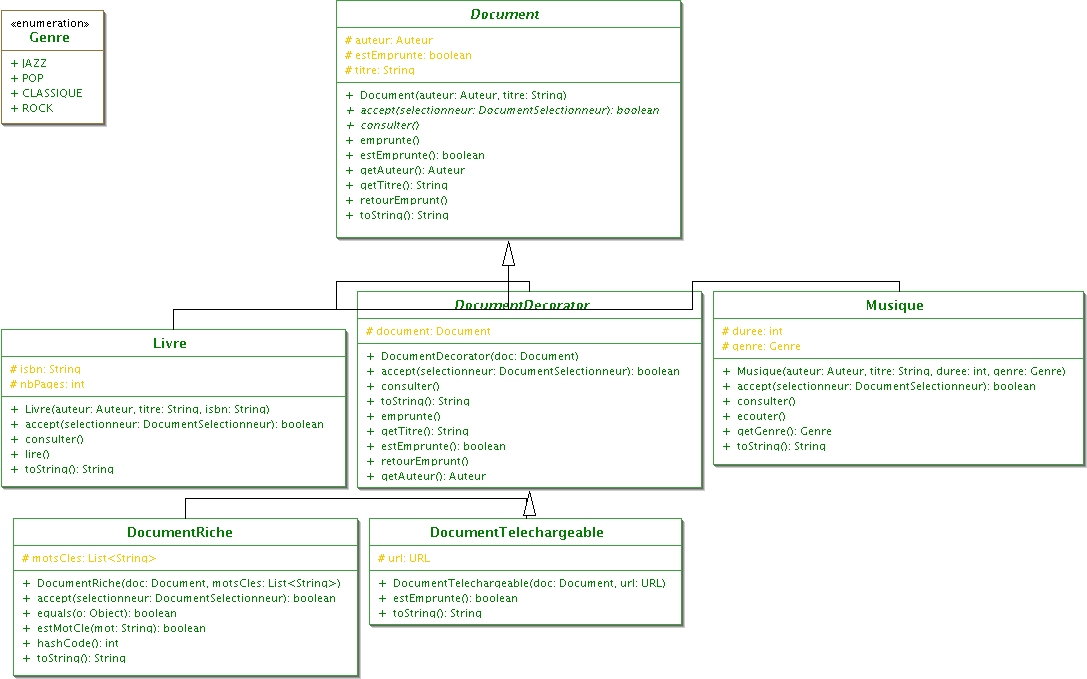 «enumeration»
Genre
+ JAZZ
+ POP
+ CLASSIQUE
+ ROCK
Document
# auteur: Auteur
# estEmprunte: boolean
# titre: String
+ Document(auteur: Auteur, titre: String)
+ accept(selectionneur: DocumentSelectionneur): boolean
+ consulter()
+ emprunte()
+ estEmprunte(): boolean
+ getAuteur(): Auteur
+ getTitre(): String
+ retourEmprunt()
+ toString(): String
Livre
# isbn: String
# nbPages: int
+ Livre(auteur: Auteur, titre: String, isbn: String)
+ accept(selectionneur: DocumentSelectionneur): boolean
+ consulter()
+ lire()
+ toString(): String
DocumentDecorator
# document: Document
+ DocumentDecorator(doc: Document)
+ accept(selectionneur: DocumentSelectionneur): boolean
+ consulter()
+ toString(): String
+ emprunte()
+ getTitre(): String
+ estEmprunte(): boolean
+ retourEmprunt()
+ getAuteur(): Auteur
Musique
# duree: int
# genre: Genre
+ Musique(auteur: Auteur, titre: String, duree: int, genre: Genre)
+ accept(selectionneur: DocumentSelectionneur): boolean
+ consulter()
+ ecouter()
+ getGenre(): Genre
+ toString(): String
DocumentRiche
# motsCles: List<String>
+ DocumentRiche(doc: Document, motsCles: List<String>)
+ accept(selectionneur: DocumentSelectionneur): boolean
+ equals(o: Object): boolean
+ estMotCle(mot: String): boolean
+ hashCode(): int
+ toString(): String
DocumentTelechargeable
# url: URL
+ DocumentTelechargeable(doc: Document, url: URL)
+ estEmprunte(): boolean
+ toString(): String